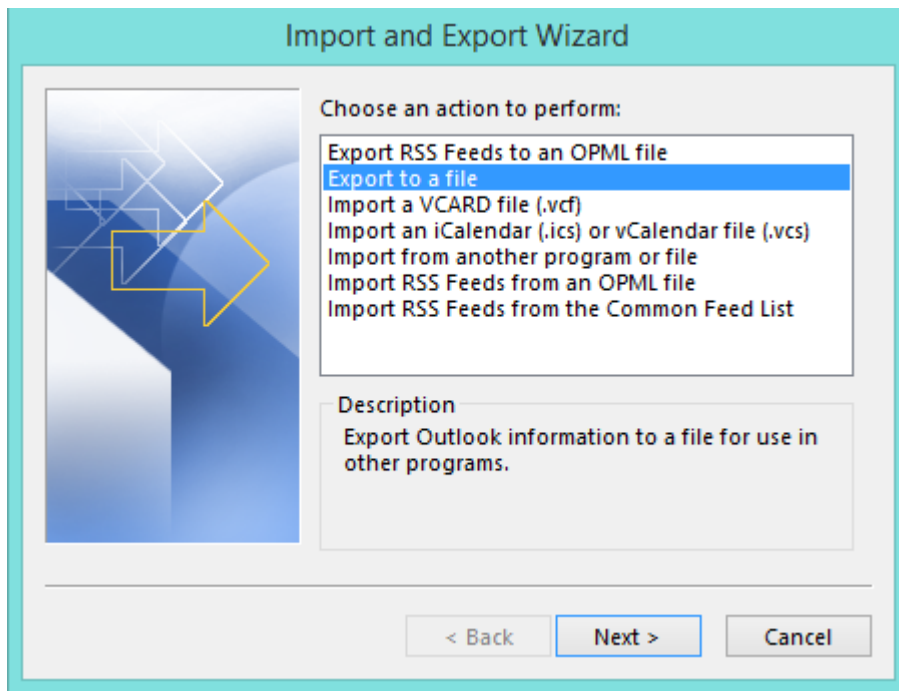 Import and Export Wizard
Choose an action to perform:
Export RSS Feeds to an OPML file
Export to a file
Import a VCARD file (.vcf)
Import an iCalendar (.ics) or vCalendar file (.vcs)
Import from another program or file
Import RSS Feeds from an OPML file
Import RSS Feeds from the Common Feed List
Description
Export Outlook information to a file for use in
other programs.
< Back
Next >
Cancel